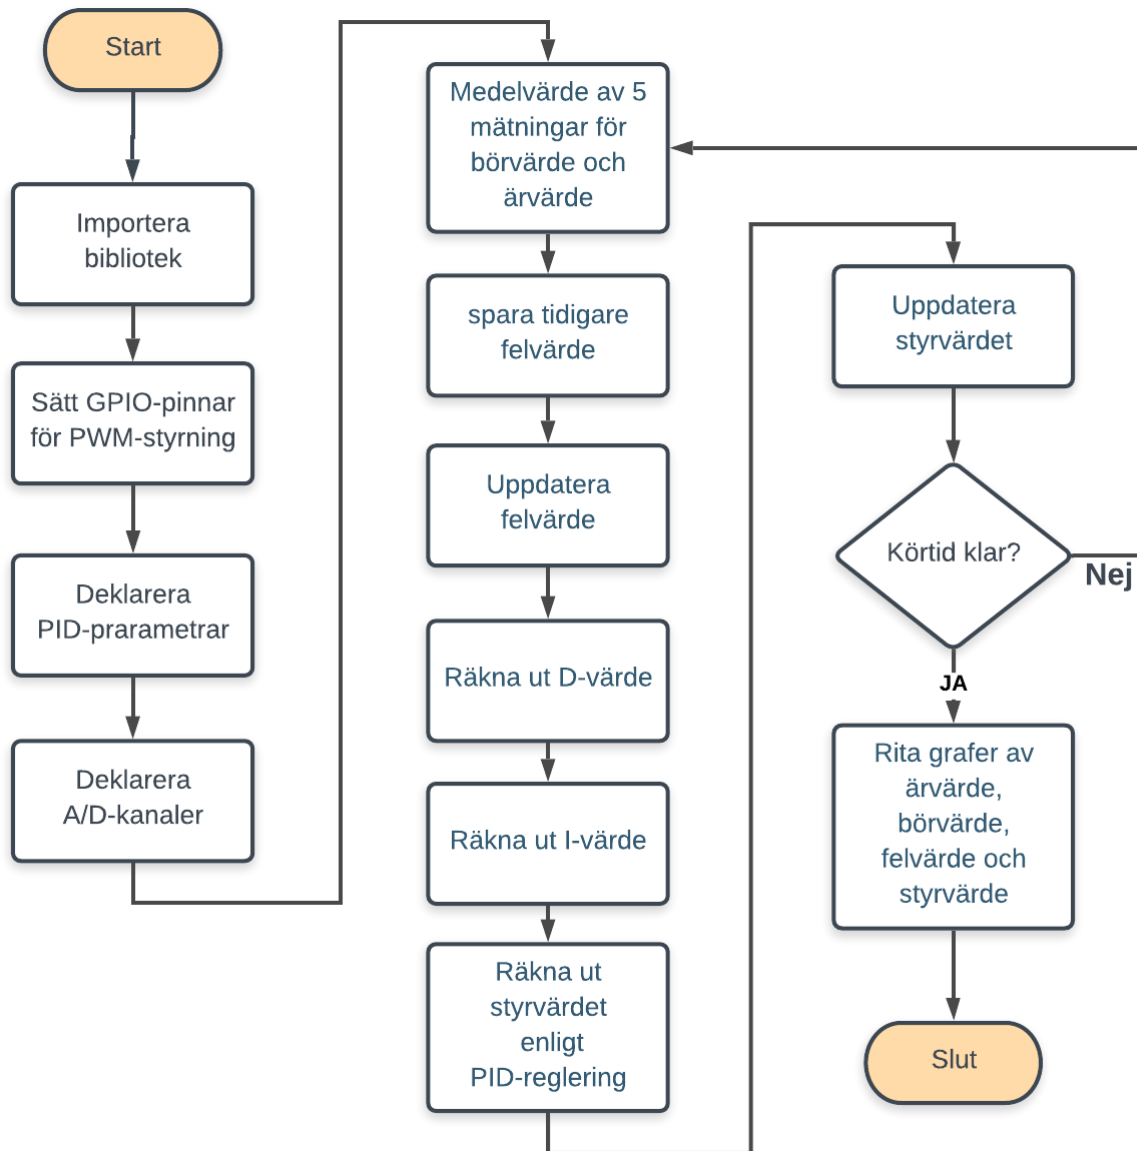 Start
Importera
bibliotek
Sätt GPIO-pinnar
för PWM-styrning
Deklarera
PID-prarametrar
Deklarera
A/D-kanaler
Medelvärde av 5
mätningar för
börvärde och
ärvärde
spara tidigare
felvärde
Uppdatera
felvärde
Räkna ut D-värde
Räkna ut I-värde
Räkna ut
styrvärdet
enligt
PID-reglering
Uppdatera
styrvärdet
Körtid klar?
Nej
JA
Rita grafer av
ärvärde,
börvärde,
felvärde och
styrvärde
Slut